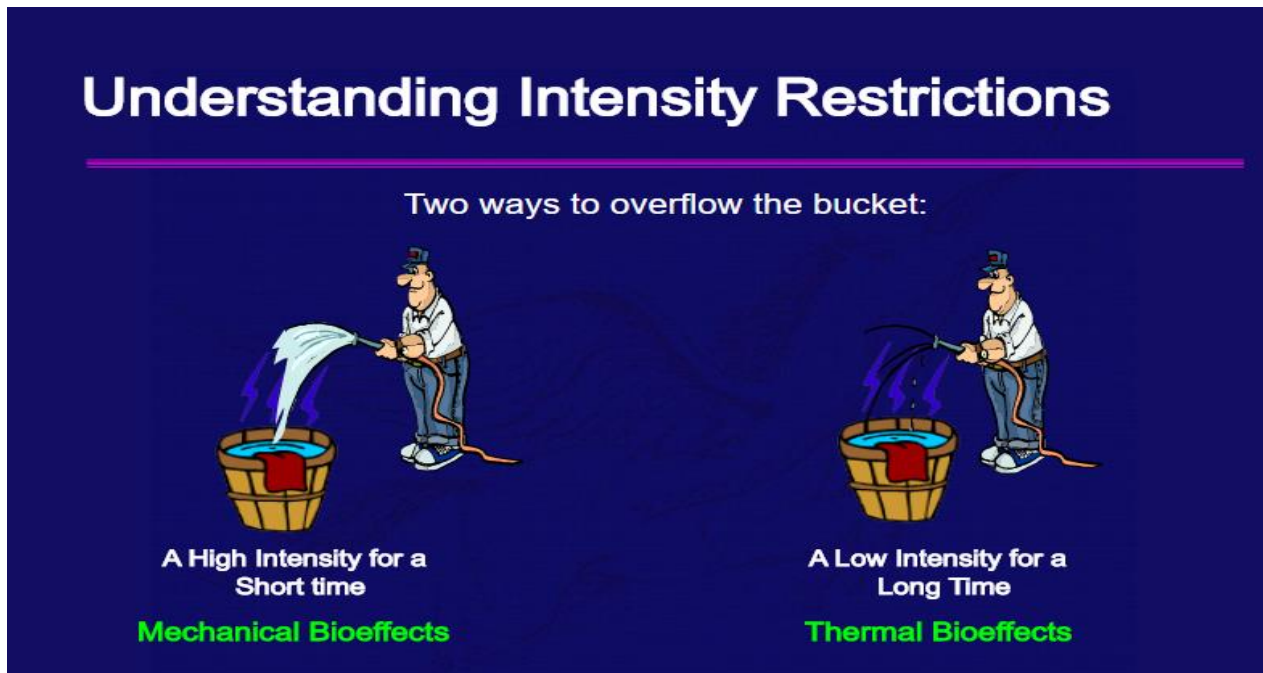 Understanding Intensity Restrictions
Two ways to overflow the bucket:
A High Intensity for a
Short time
Mechanical Bioeffects
A Low Intensity for a
Long Time
Thermal Bioeffects